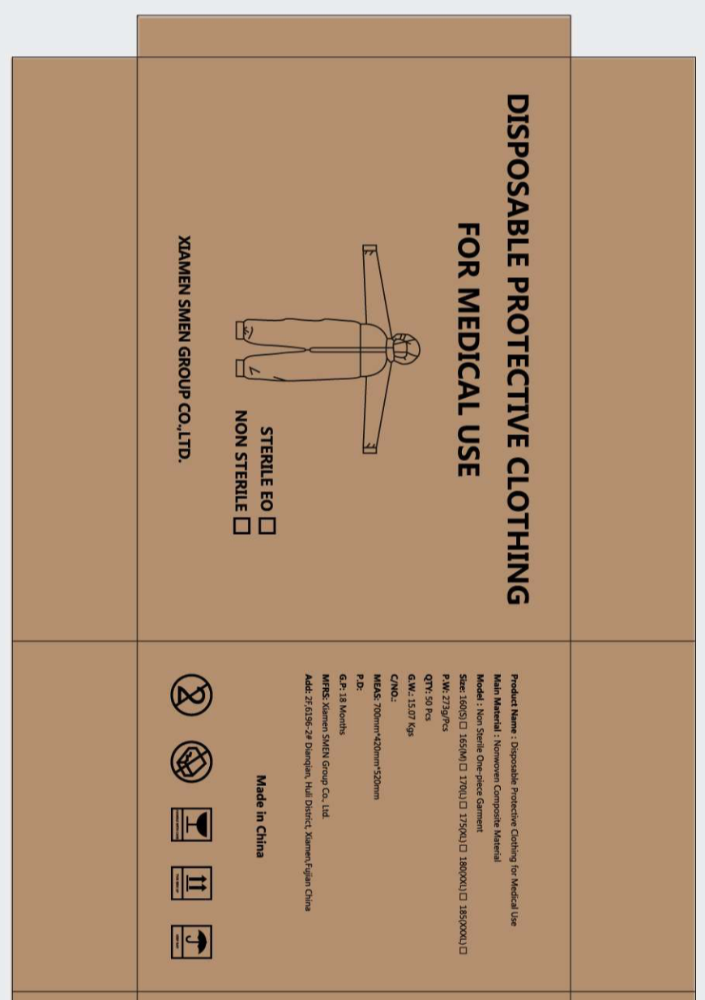 DISPOSABLE PROTECTIVE CLOTHING
FOR MEDICAL USE
STERILE EO
NON STERILE
XIAMEN SMEN GROUP CO.,LTD.
Product Name : Disposable Protective Clothing for Medical Use
Main Material : Nonwoven Composite Material
Model : Non Sterile One-piece Garment
Size: 160(S) □ 165(M) □ 170(L) □ 175(XL) □ 180(XXL) □ 185(XXXL) □
P.W: 273g/Pcs
QTY: 50 Pcs
G.W.: 15.07 Kgs
C/NO.:
MEAS: 700mm*420mm*520mm
P.D:
G.P: 18 Months
MFRS: Xiamen SMEN Group Co., Ltd.
Add: 2F,6196-2# Dianqian, Huli District, Xiamen,Fujian China
Made in China